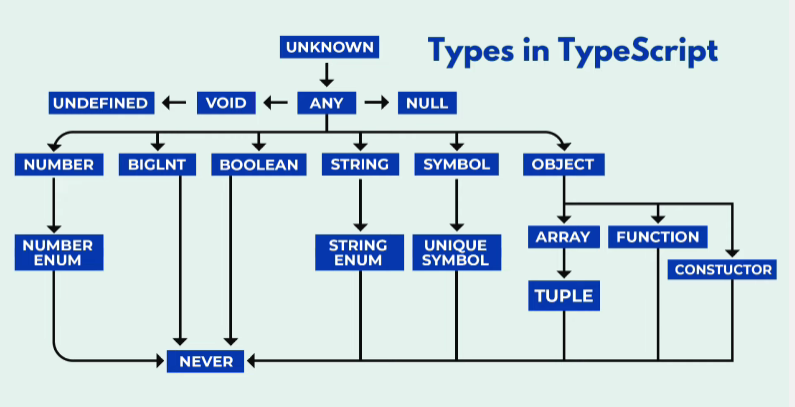 UNKNOWN
Types in TypeScript
UNDEFINED
VOID
ANY
NULL
NUMBER
BIGLNT
BOOLEAN
STRING
SYMBOL
OBJECT
NUMBER
ENUM
STRING
ENUM
UNIQUE
SYMBOL
ARRAY
FUNCTION
CONSTUCTOR
TUPLE
NEVER